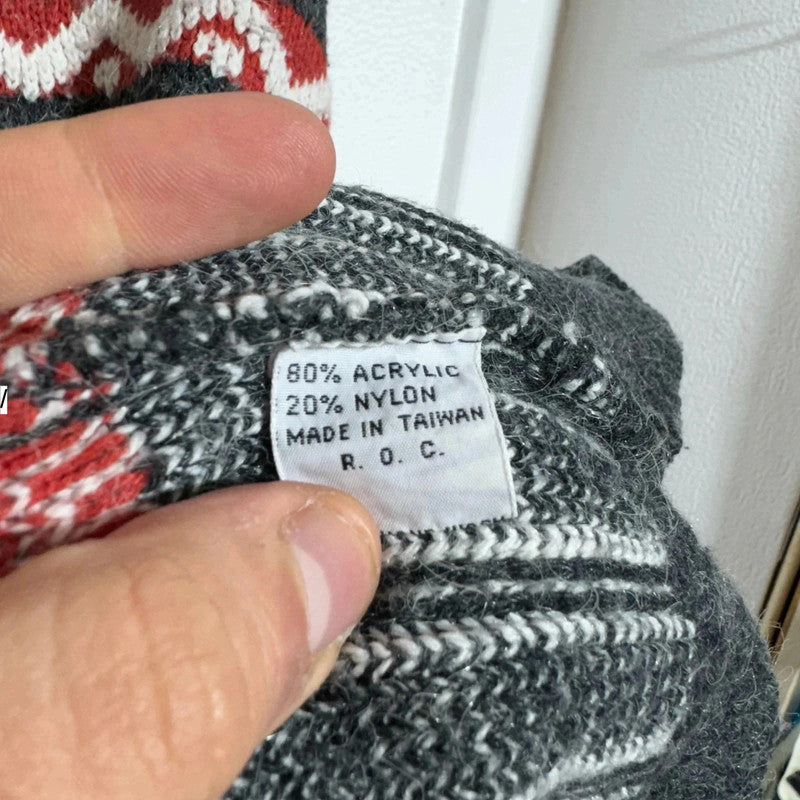 80% ACRYLIC
20% NYLON
MADE IN TAIWAN
R. O. C.